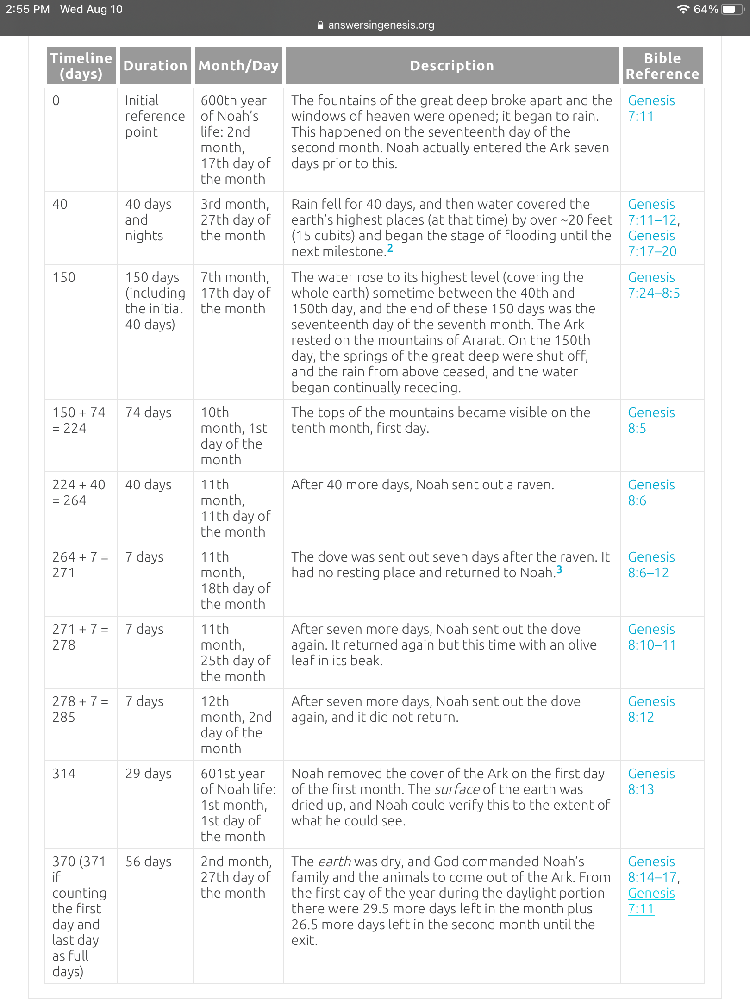 2:55 PM Wed Aug 10
64%
answersingenesis.org
Timeline
(days)
Duration
Month/Day
Description
Bible
Reference
0
Initial
reference
point
600th year
of Noah’s
life: 2nd
month,
17th day of
the month
The fountains of the great deep broke apart and the
windows of heaven were opened; it began to rain.
This happened on the seventeenth day of the
second month. Noah actually entered the Ark seven
days prior to this.
Genesis
7:11
40
40 days
and
nights
3rd month,
27th day of
the month
Rain fell for 40 days, and then water covered the
earth’s highest places (at that time) by over ~20 feet
(15 cubits) and began the stage of flooding until the
next milestone.2
Genesis
7:11–12,
Genesis
7:17–20
150
150 days
(including
the initial
40 days)
7th month,
17th day of
the month
The water rose to its highest level (covering the
whole earth) sometime between the 40th and
150th day, and the end of these 150 days was the
seventeenth day of the seventh month. The Ark
rested on the mountains of Ararat. On the 150th
day, the springs of the great deep were shut off,
and the rain from above ceased, and the water
began continually receding.
Genesis
7:24–8:5
150 + 74
= 224
74 days
10th
month, 1st
day of the
month
The tops of the mountains became visible on the
tenth month, first day.
Genesis
8:5
224 + 40
= 264
40 days
11th
month,
11th day of
the month
After 40 more days, Noah sent out a raven.
Genesis
8:6
264 + 7 =
271
7 days
11th
month,
18th day of
the month
The dove was sent out seven days after the raven. It
had no resting place and returned to Noah.3
Genesis
8:6–12
271 + 7 =
278
7 days
11th
month,
25th day of
the month
After seven more days, Noah sent out the dove
again. It returned again but this time with an olive
leaf in its beak.
Genesis
8:10–11
278 + 7 =
285
7 days
12th
month, 2nd
day of the
month
After seven more days, Noah sent out the dove
again, and it did not return.
Genesis
8:12
314
29 days
601st year
of Noah life:
1st month,
1st day of
the month
Noah removed the cover of the Ark on the first day
of the first month. The surface of the earth was
dried up, and Noah could verify this to the extent of
what he could see.
Genesis
8:13
370 (371
if
counting
the first
day and
last day
as full
days)
56 days
2nd month,
27th day of
the month
The earth was dry, and God commanded Noah’s
family and the animals to come out of the Ark. From
the first day of the year during the daylight portion
there were 29.5 more days left in the month plus
26.5 more days left in the second month until the
exit.
Genesis
8:14–17,
Genesis
7:11